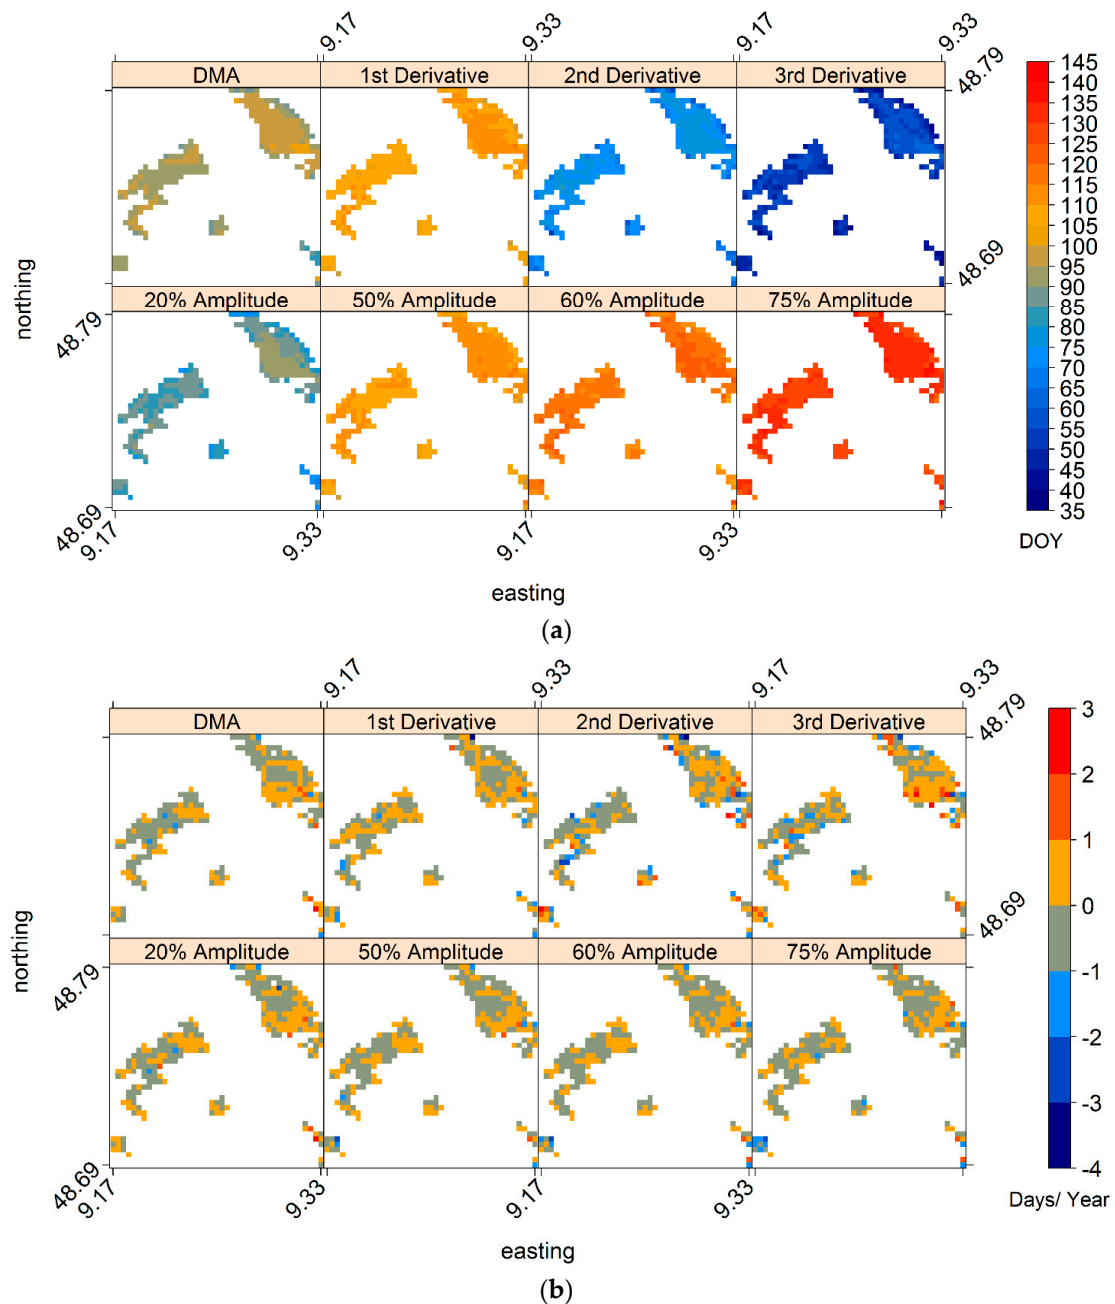 9.17 9.33 9.17 9.33
DMA 1st Derivative 2nd Derivative 3rd Derivative
48.79
48.69
20% Amplitude 50% Amplitude 60% Amplitude 75% Amplitude
48.79
48.69
9.17 9.33 9.17 9.33
northing
easting
145
140
135
130
125
120
115
110
105
100
95
90
85
80
75
70
65
60
55
50
45
40
35
DOY
(a)
9.17 9.33 9.17 9.33
DMA 1st Derivative 2nd Derivative 3rd Derivative
48.79
48.69
20% Amplitude 50% Amplitude 60% Amplitude 75% Amplitude
48.79
48.69
9.17 9.33 9.17 9.33
northing
easting
3
2
1
0
-1
-2
-3
-4
Days/ Year
(b)